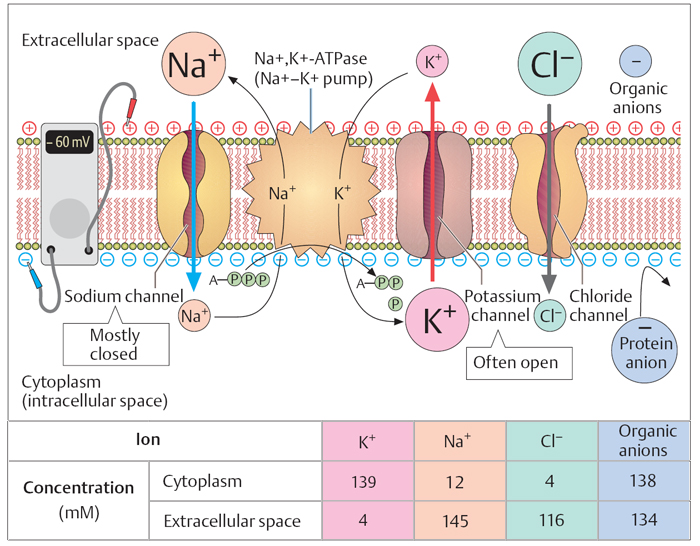 Extracellular space
Na⁺
Na+,K+-ATPase
(Na+–K+ pump)
K⁺
Cl⁻
−
Organic
anions
+ + + + + + + + + + + + + + + + + + + + + +
– 60 mV
Na⁺
K⁺
− − − − − − − − − − − − − − − − − − − − − −
A–P P P
A–P P
P
Sodium channel
Na⁺
Mostly
closed
K⁺
Potassium
channel
Often open
Cl⁻
Chloride
channel
−
Protein
anion
Cytoplasm
(intracellular space)
Ion K⁺ Na⁺ Cl⁻ Organic
anions
Concentration
(mM)
Cytoplasm 139 12 4 138
Extracellular space 4 145 116 134